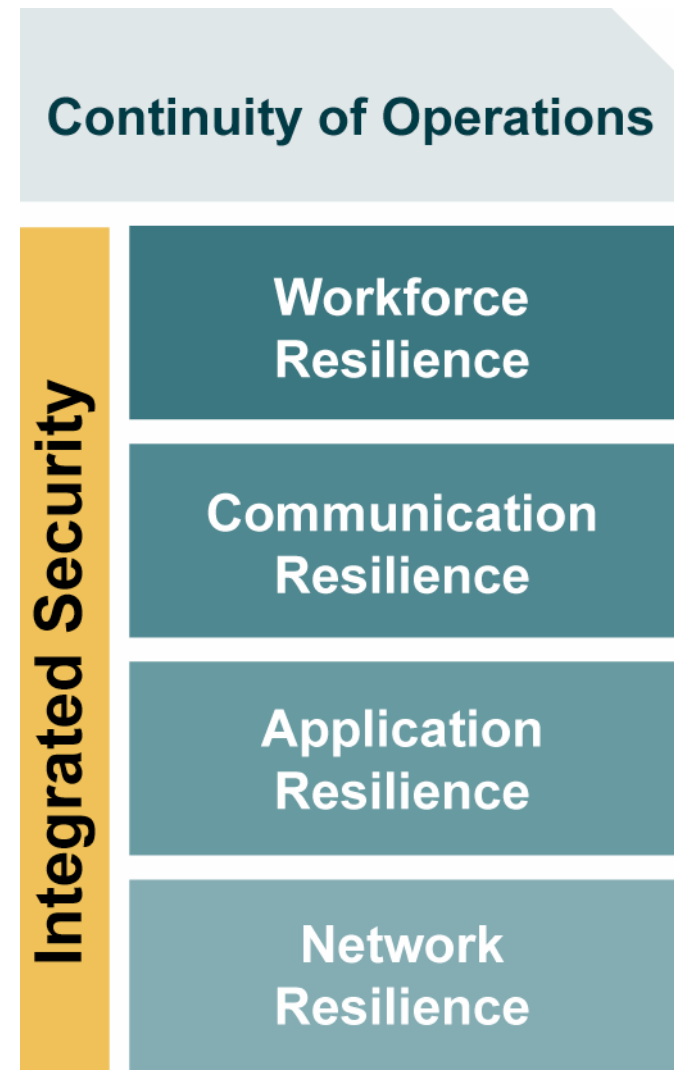 Continuity of Operations
Integrated Security
Workforce
Resilience
Communication
Resilience
Application
Resilience
Network
Resilience